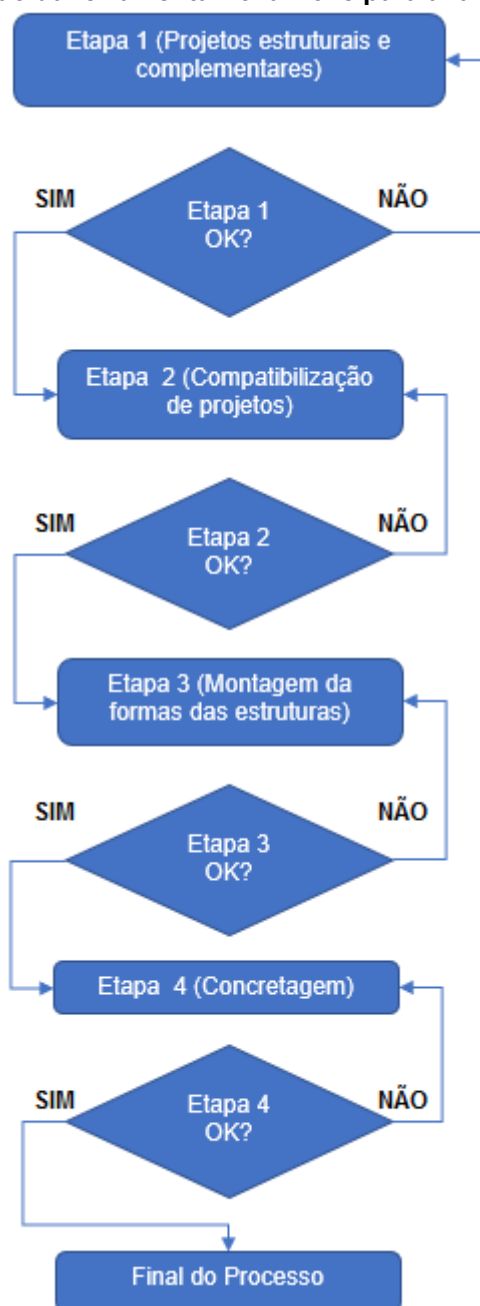 Etapa 1 (Projetos estruturais e
complementares)
SIM
Etapa 1
OK?
NÃO
Etapa  2 (Compatibilização
de projetos)
SIM
Etapa 2
OK?
NÃO
Etapa 3 (Montagem da
formas das estruturas)
SIM
Etapa 3
OK?
NÃO
Etapa  4 (Concretagem)
SIM
Etapa 4
OK?
NÃO
Final do Processo